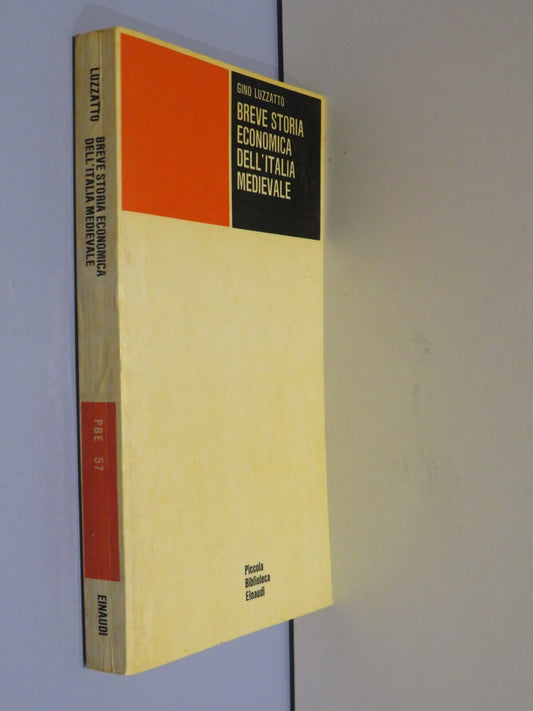 GINO LUZZATTO
BREVE STORIA
ECONOMICA
DELL'ITALIA
MEDIEVALE
Piccola
Biblioteca
Einaudi
LUZZATTO
BREVE STORIA ECONOMICA
DELL'ITALIA MEDIEVALE
PBE 57
EINAUDI